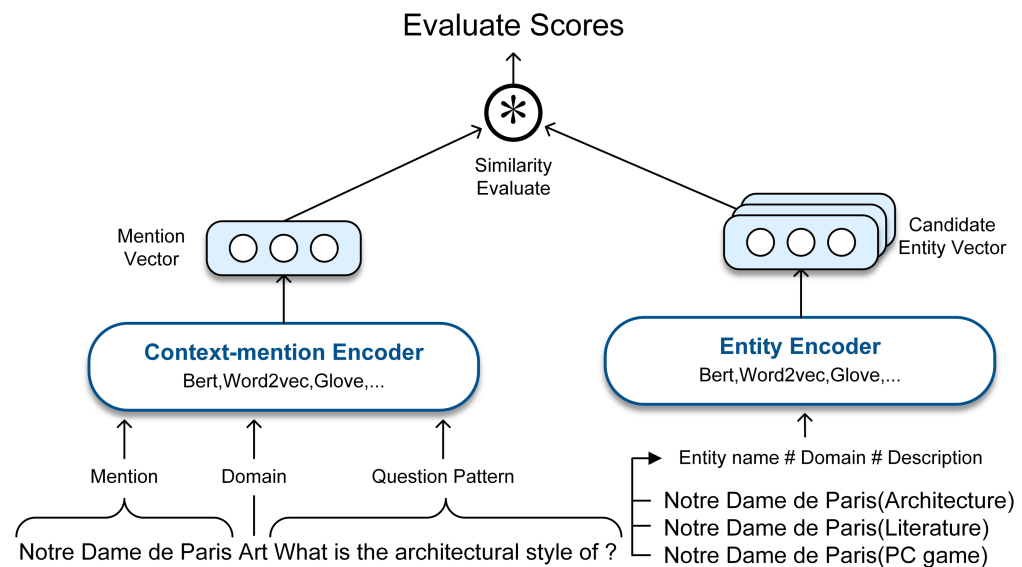 Evaluate Scores
Similarity
Evaluate
Mention
Vector
Candidate
Entity Vector
Context-mention Encoder
Bert,Word2vec,Glove,...
Entity Encoder
Bert,Word2vec,Glove,...
Mention
Domain
Question Pattern
Notre Dame de Paris Art What is the architectural style of ?
Entity name # Domain # Description
Notre Dame de Paris(Architecture)
Notre Dame de Paris(Literature)
Notre Dame de Paris(PC game)